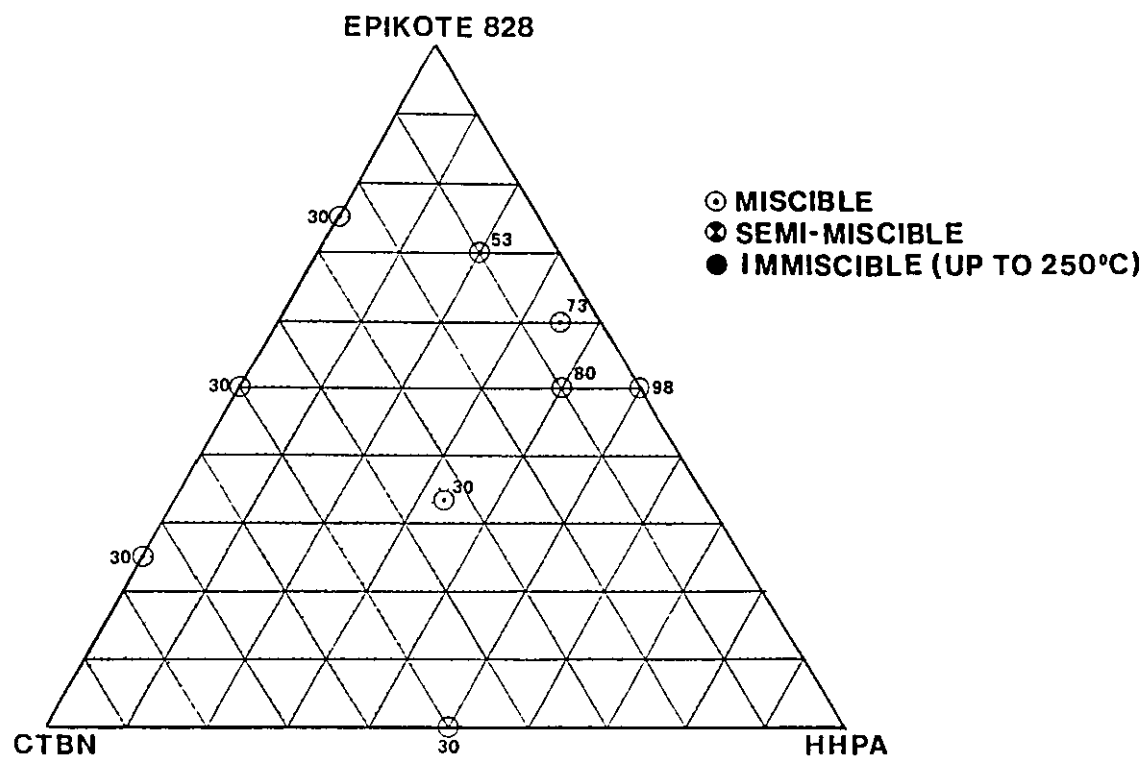 EPIKOTE 828
MISCIBLE
SEMI-MISCIBLE
IMMISCIBLE (UP TO 250°C)
30
53
73
30
80
98
30
30
CTBN
30
HHPA